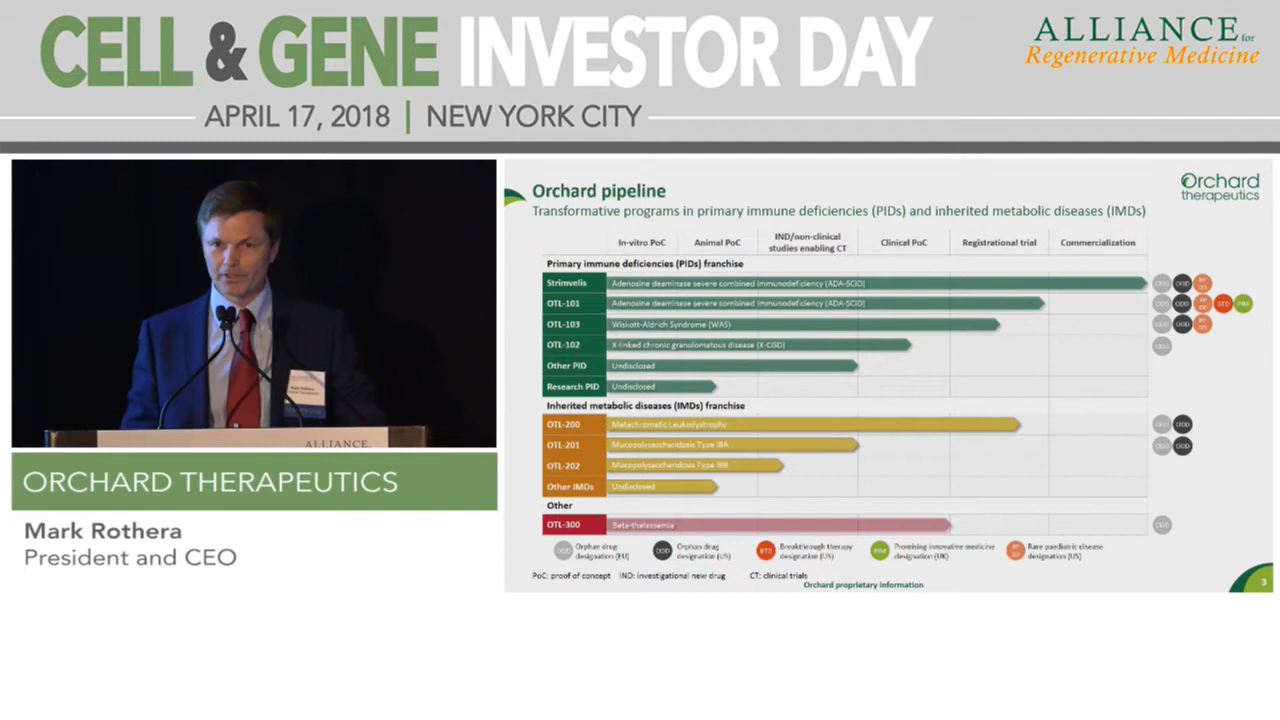 CELL & GENE INVESTOR DAY
APRIL 17, 2018 | NEW YORK CITY
ALLIANCE for
Regenerative Medicine
ALLIANCE
ORCHARD THERAPEUTICS
Mark Rothera
President and CEO
Orchard pipeline
Transformative programs in primary immune deficiencies (PIDs) and inherited metabolic diseases (IMDs)
Orchard
therapeutics
In-vitro PoC
Animal PoC
IND/non-clinical
studies enabling CT
Clinical PoC
Registrational trial
Commercialization
Primary immune deficiencies (PIDs) franchise
Strimvelis Adenosine deaminase severe combined immunodeficiency (ADA-SCID)
OTL-101 Adenosine deaminase severe combined immunodeficiency (ADA-SCID) BTD PIM
OTL-103 Wiskott-Aldrich Syndrome (WAS)
OTL-102 X-linked chronic granulomatous disease (X-CGD)
Other PID Undisclosed
Research PID Undisclosed
Inherited metabolic diseases (IMDs) franchise
OTL-200 Metachromatic Leukodystrophy
OTL-201 Mucopolysaccharidosis Type IIIA
OTL-202 Mucopolysaccharidosis Type IIIB
Other IMDs Undisclosed
Other
OTL-300 Beta-thalassemia
ODD Orphan drug
designation (EU)
ODD Orphan drug
designation (US)
BTD Breakthrough therapy
designation (US)
PIM Promising innovative medicine
designation (UK)
Rare paediatric disease
designation (US)
PoC: proof of concept IND: investigational new drug CT: clinical trials
Orchard proprietary information
3